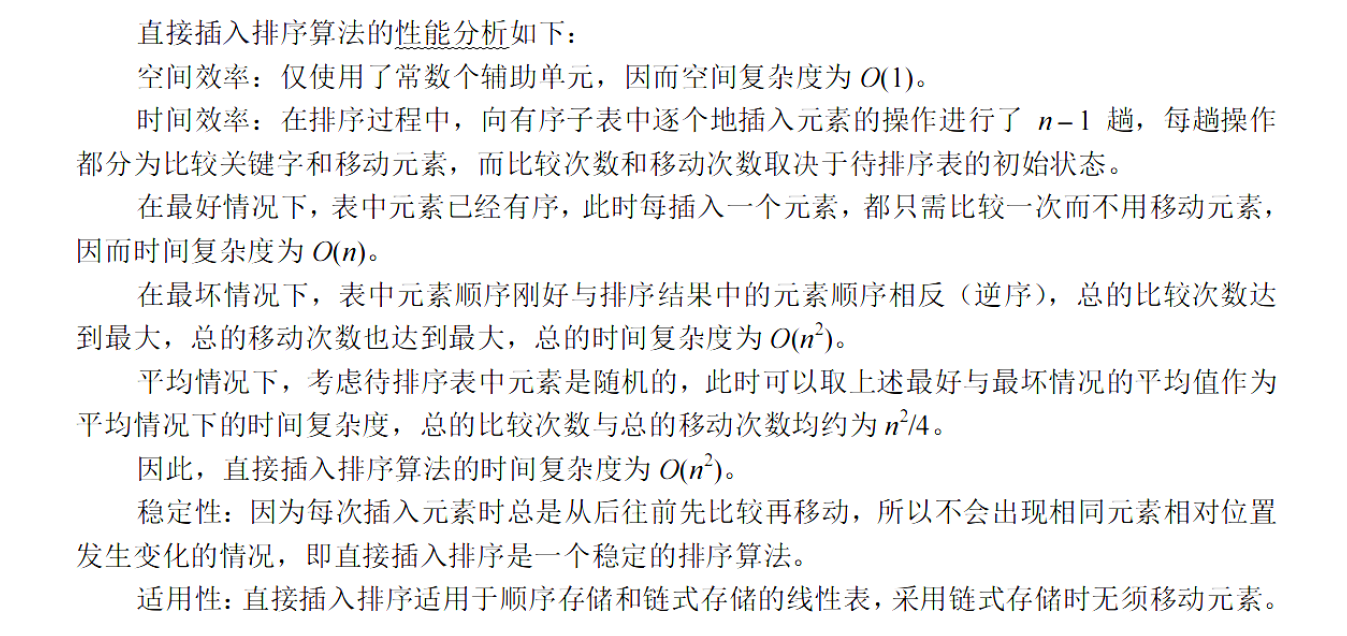 直接插入排序算法的性能分析如下：
空间效率：仅使用了常数个辅助单元，因而空间复杂度为 O(1)。
时间效率：在排序过程中，向有序子表中逐个地插入元素的操作进行了 n – 1 趟，每趟操作
都分为比较关键字和移动元素，而比较次数和移动次数取决于待排序表的初始状态。
在最好情况下，表中元素已经有序，此时每插入一个元素，都只需比较一次而不用移动元素，
因而时间复杂度为 O(n)。
在最坏情况下，表中元素顺序刚好与排序结果中的元素顺序相反（逆序），总的比较次数达
到最大，总的移动次数也达到最大，总的时间复杂度为 O(n²)。
平均情况下，考虑待排序表中元素是随机的，此时可以取上述最好与最坏情况的平均值作为
平均情况下的时间复杂度，总的比较次数与总的移动次数均约为 n²/4。
因此，直接插入排序算法的时间复杂度为 O(n²)。
稳定性：因为每次插入元素时总是从后往前先比较再移动，所以不会出现相同元素相对位置
发生变化的情况，即直接插入排序是一个稳定的排序算法。
适用性：直接插入排序适用于顺序存储和链式存储的线性表，采用链式存储时无须移动元素。